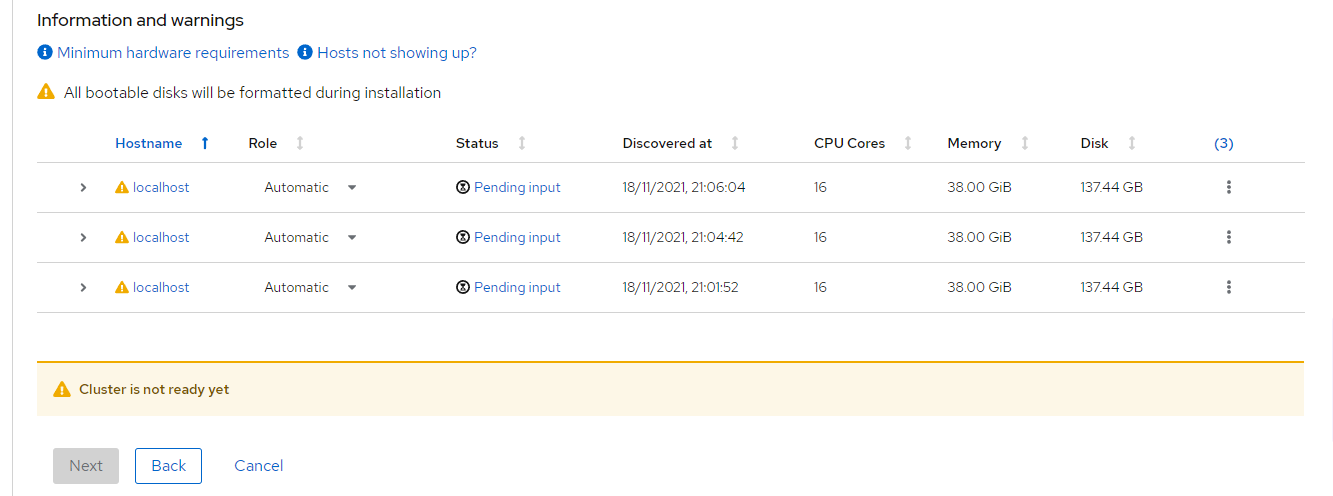 Information and warnings
Minimum hardware requirements Hosts not showing up?
All bootable disks will be formatted during installation
Hostname Role Status Discovered at CPU Cores Memory Disk (3)
localhost Automatic Pending input 18/11/2021, 21:06:04 16 38.00 GiB 137.44 GB
localhost Automatic Pending input 18/11/2021, 21:04:42 16 38.00 GiB 137.44 GB
localhost Automatic Pending input 18/11/2021, 21:01:52 16 38.00 GiB 137.44 GB
Cluster is not ready yet
Next Back Cancel